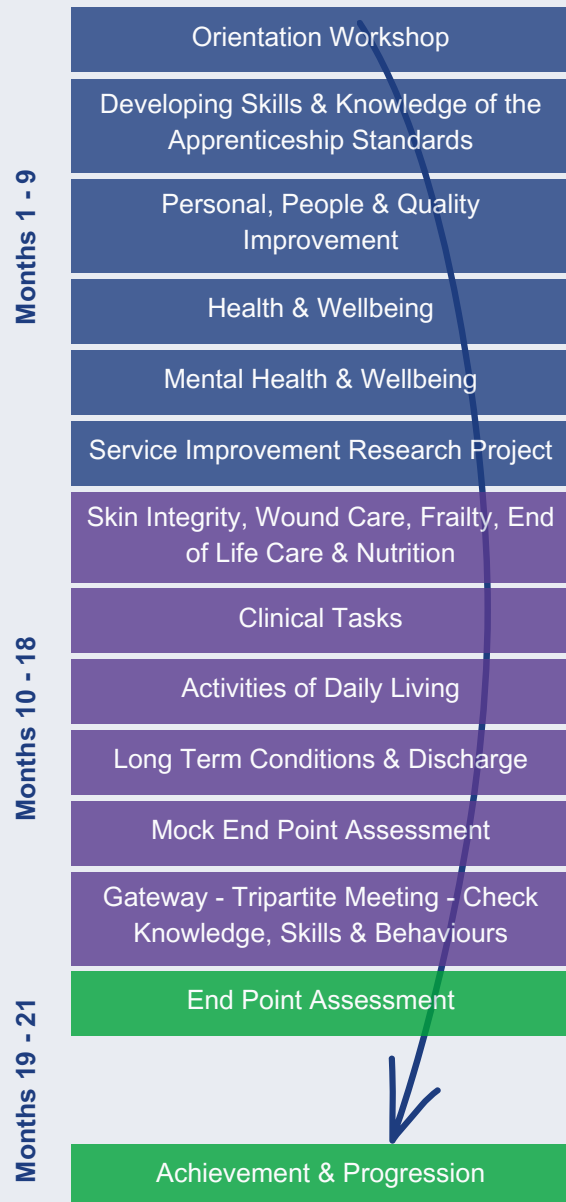 Months 1 - 9
Orientation Workshop
Developing Skills & Knowledge of the
Apprenticeship Standards
Personal, People & Quality
Improvement
Health & Wellbeing
Mental Health & Wellbeing
Service Improvement Research Project
Months 10 - 18
Skin Integrity, Wound Care, Frailty, End
of Life Care & Nutrition
Clinical Tasks
Activities of Daily Living
Long Term Conditions & Discharge
Mock End Point Assessment
Gateway - Tripartite Meeting - Check
Knowledge, Skills & Behaviours
Months 19 - 21
End Point Assessment
Achievement & Progression